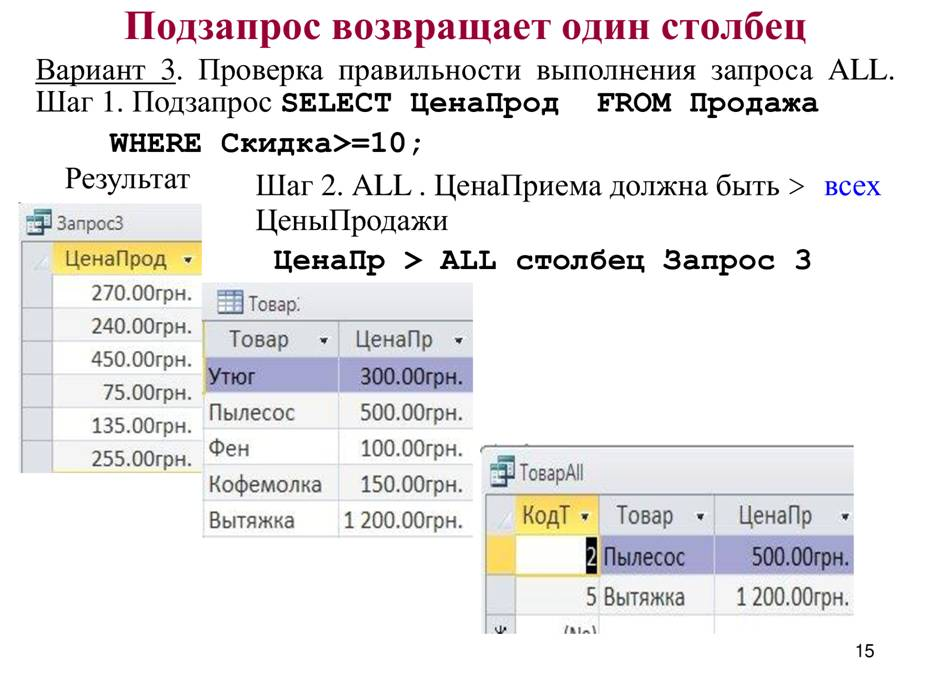 Подзапрос возвращает один столбец
Вариант 3. Проверка правильности выполнения запроса ALL.
Шаг 1. Подзапрос SELECT ЦенаПрод FROM Продажа
WHERE Скидка>=10;
Результат
Шаг 2. ALL . ЦенаПриема должна быть > всех
ЦеныПродажи
ЦенаПр > ALL столбец Запрос 3
Запрос3
ЦенаПрод
270.00грн.
240.00грн.
450.00грн.
75.00грн.
135.00грн.
255.00грн.
Товар
Товар ЦенаПр
Утюг 300.00грн.
Пылесос 500.00грн.
Фен 100.00грн.
Кофемолка 150.00грн.
Вытяжка 1 200.00грн.
ТоварAll
КодТ Товар ЦенаПр
2 Пылесос 500.00грн.
5 Вытяжка 1 200.00грн.
15